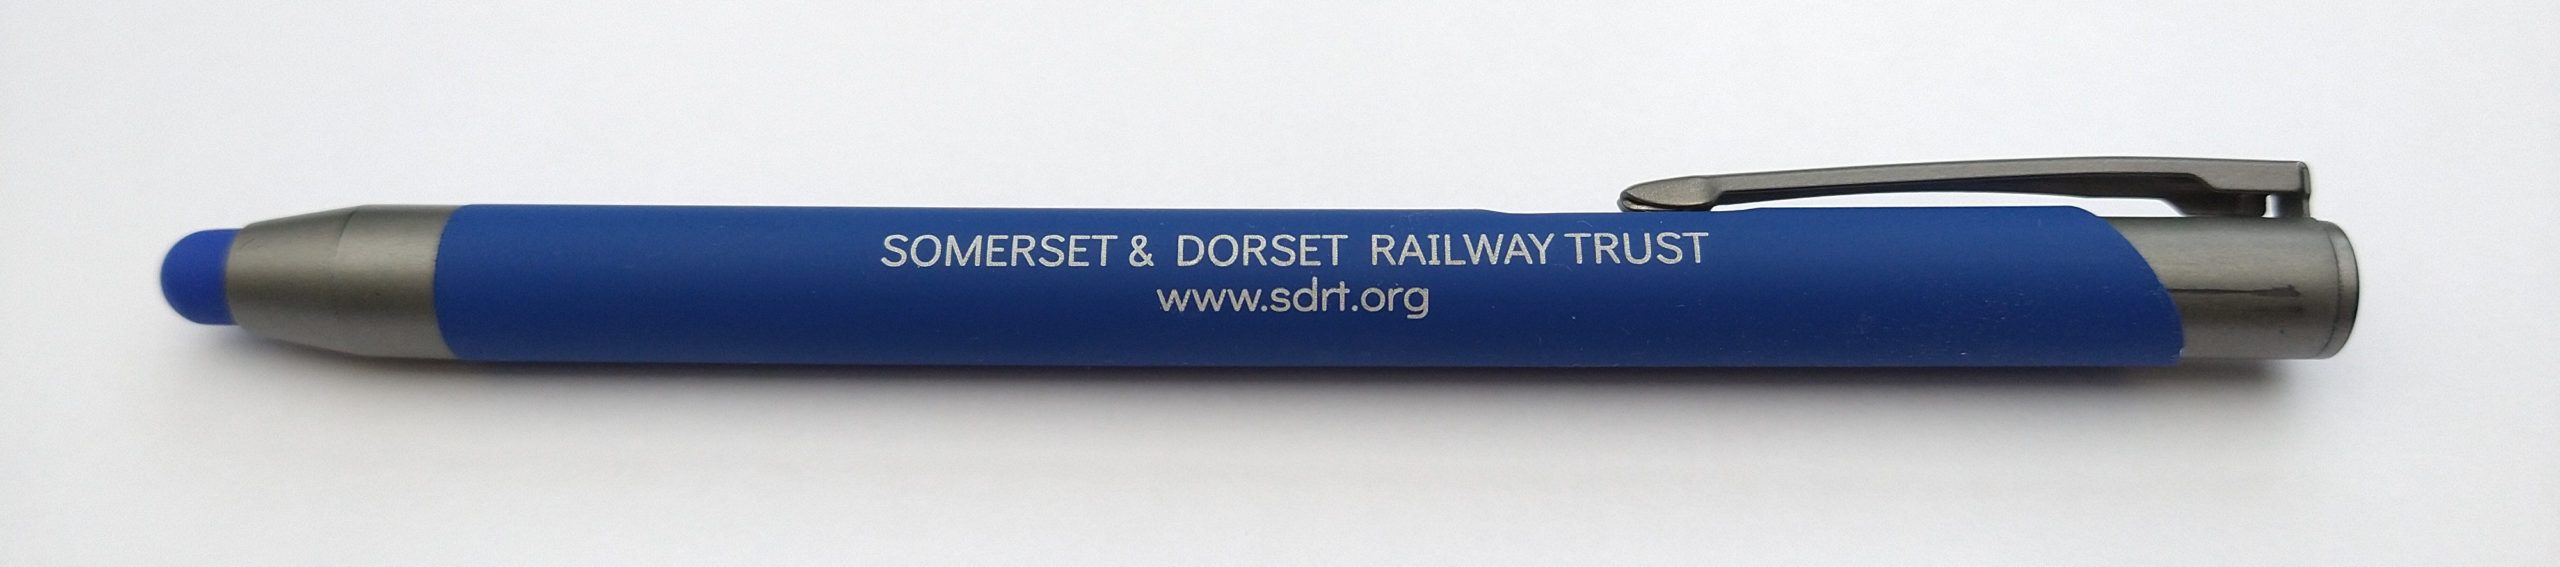 SOMERSET & DORSET RAILWAY TRUST
www.sdrt.org